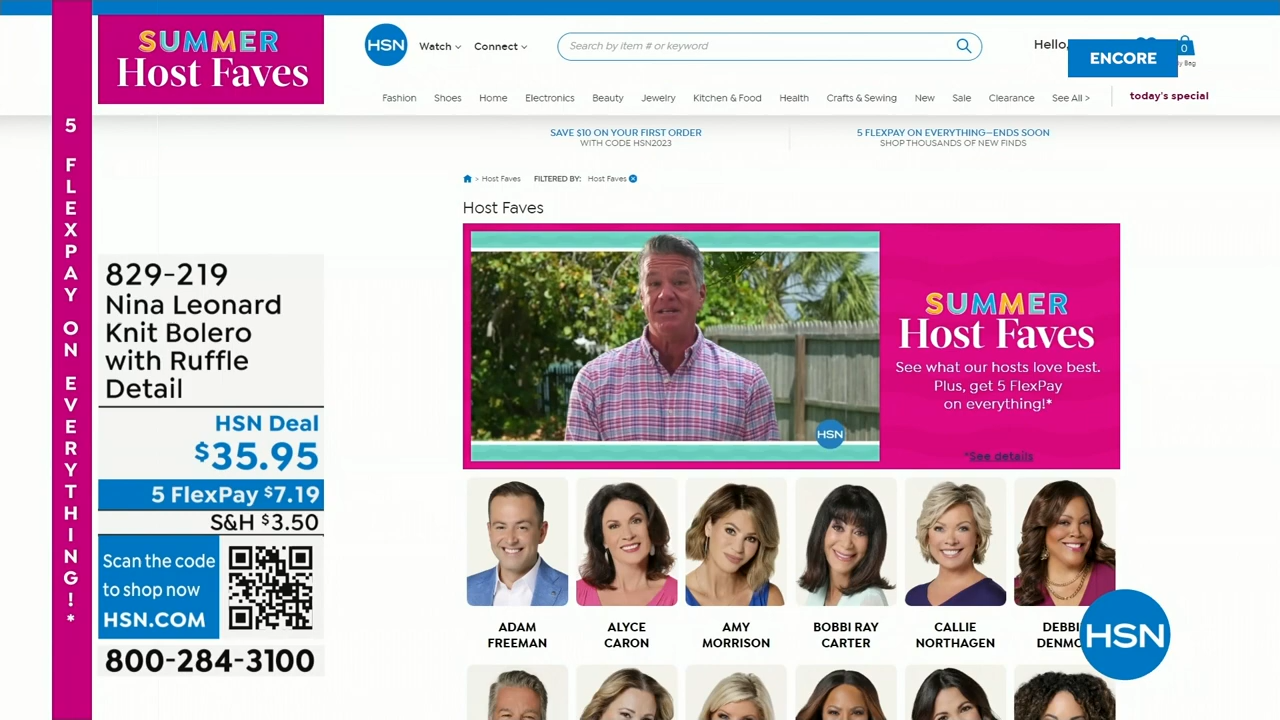 SUMMER
Host Faves
5 FLEXPAY ON EVERYTHING!*
829-219
Nina Leonard
Knit Bolero
with Ruffle
Detail
HSN Deal
$35.95
5 FlexPay $7.19
S&H $3.50
Scan the code
to shop now
HSN.COM
800-284-3100
HSN
Watch
Connect
Search by item # or keyword
Hello,
ENCORE
0
Bag
Fashion Shoes Home Electronics Beauty Jewelry Kitchen & Food Health Crafts & Sewing New Sale Clearance See All >
today's special
SAVE $10 ON YOUR FIRST ORDER
WITH CODE HSN2023
5 FLEXPAY ON EVERYTHING—ENDS SOON
SHOP THOUSANDS OF NEW FINDS
> Host Faves FILTERED BY: Host Faves
Host Faves
HSN
SUMMER
Host Faves
See what our hosts love best.
Plus, get 5 FlexPay
on everything!*
*See details
ADAM
FREEMAN
ALYCE
CARON
AMY
MORRISON
BOBBI RAY
CARTER
CALLIE
NORTHAGEN
HSN